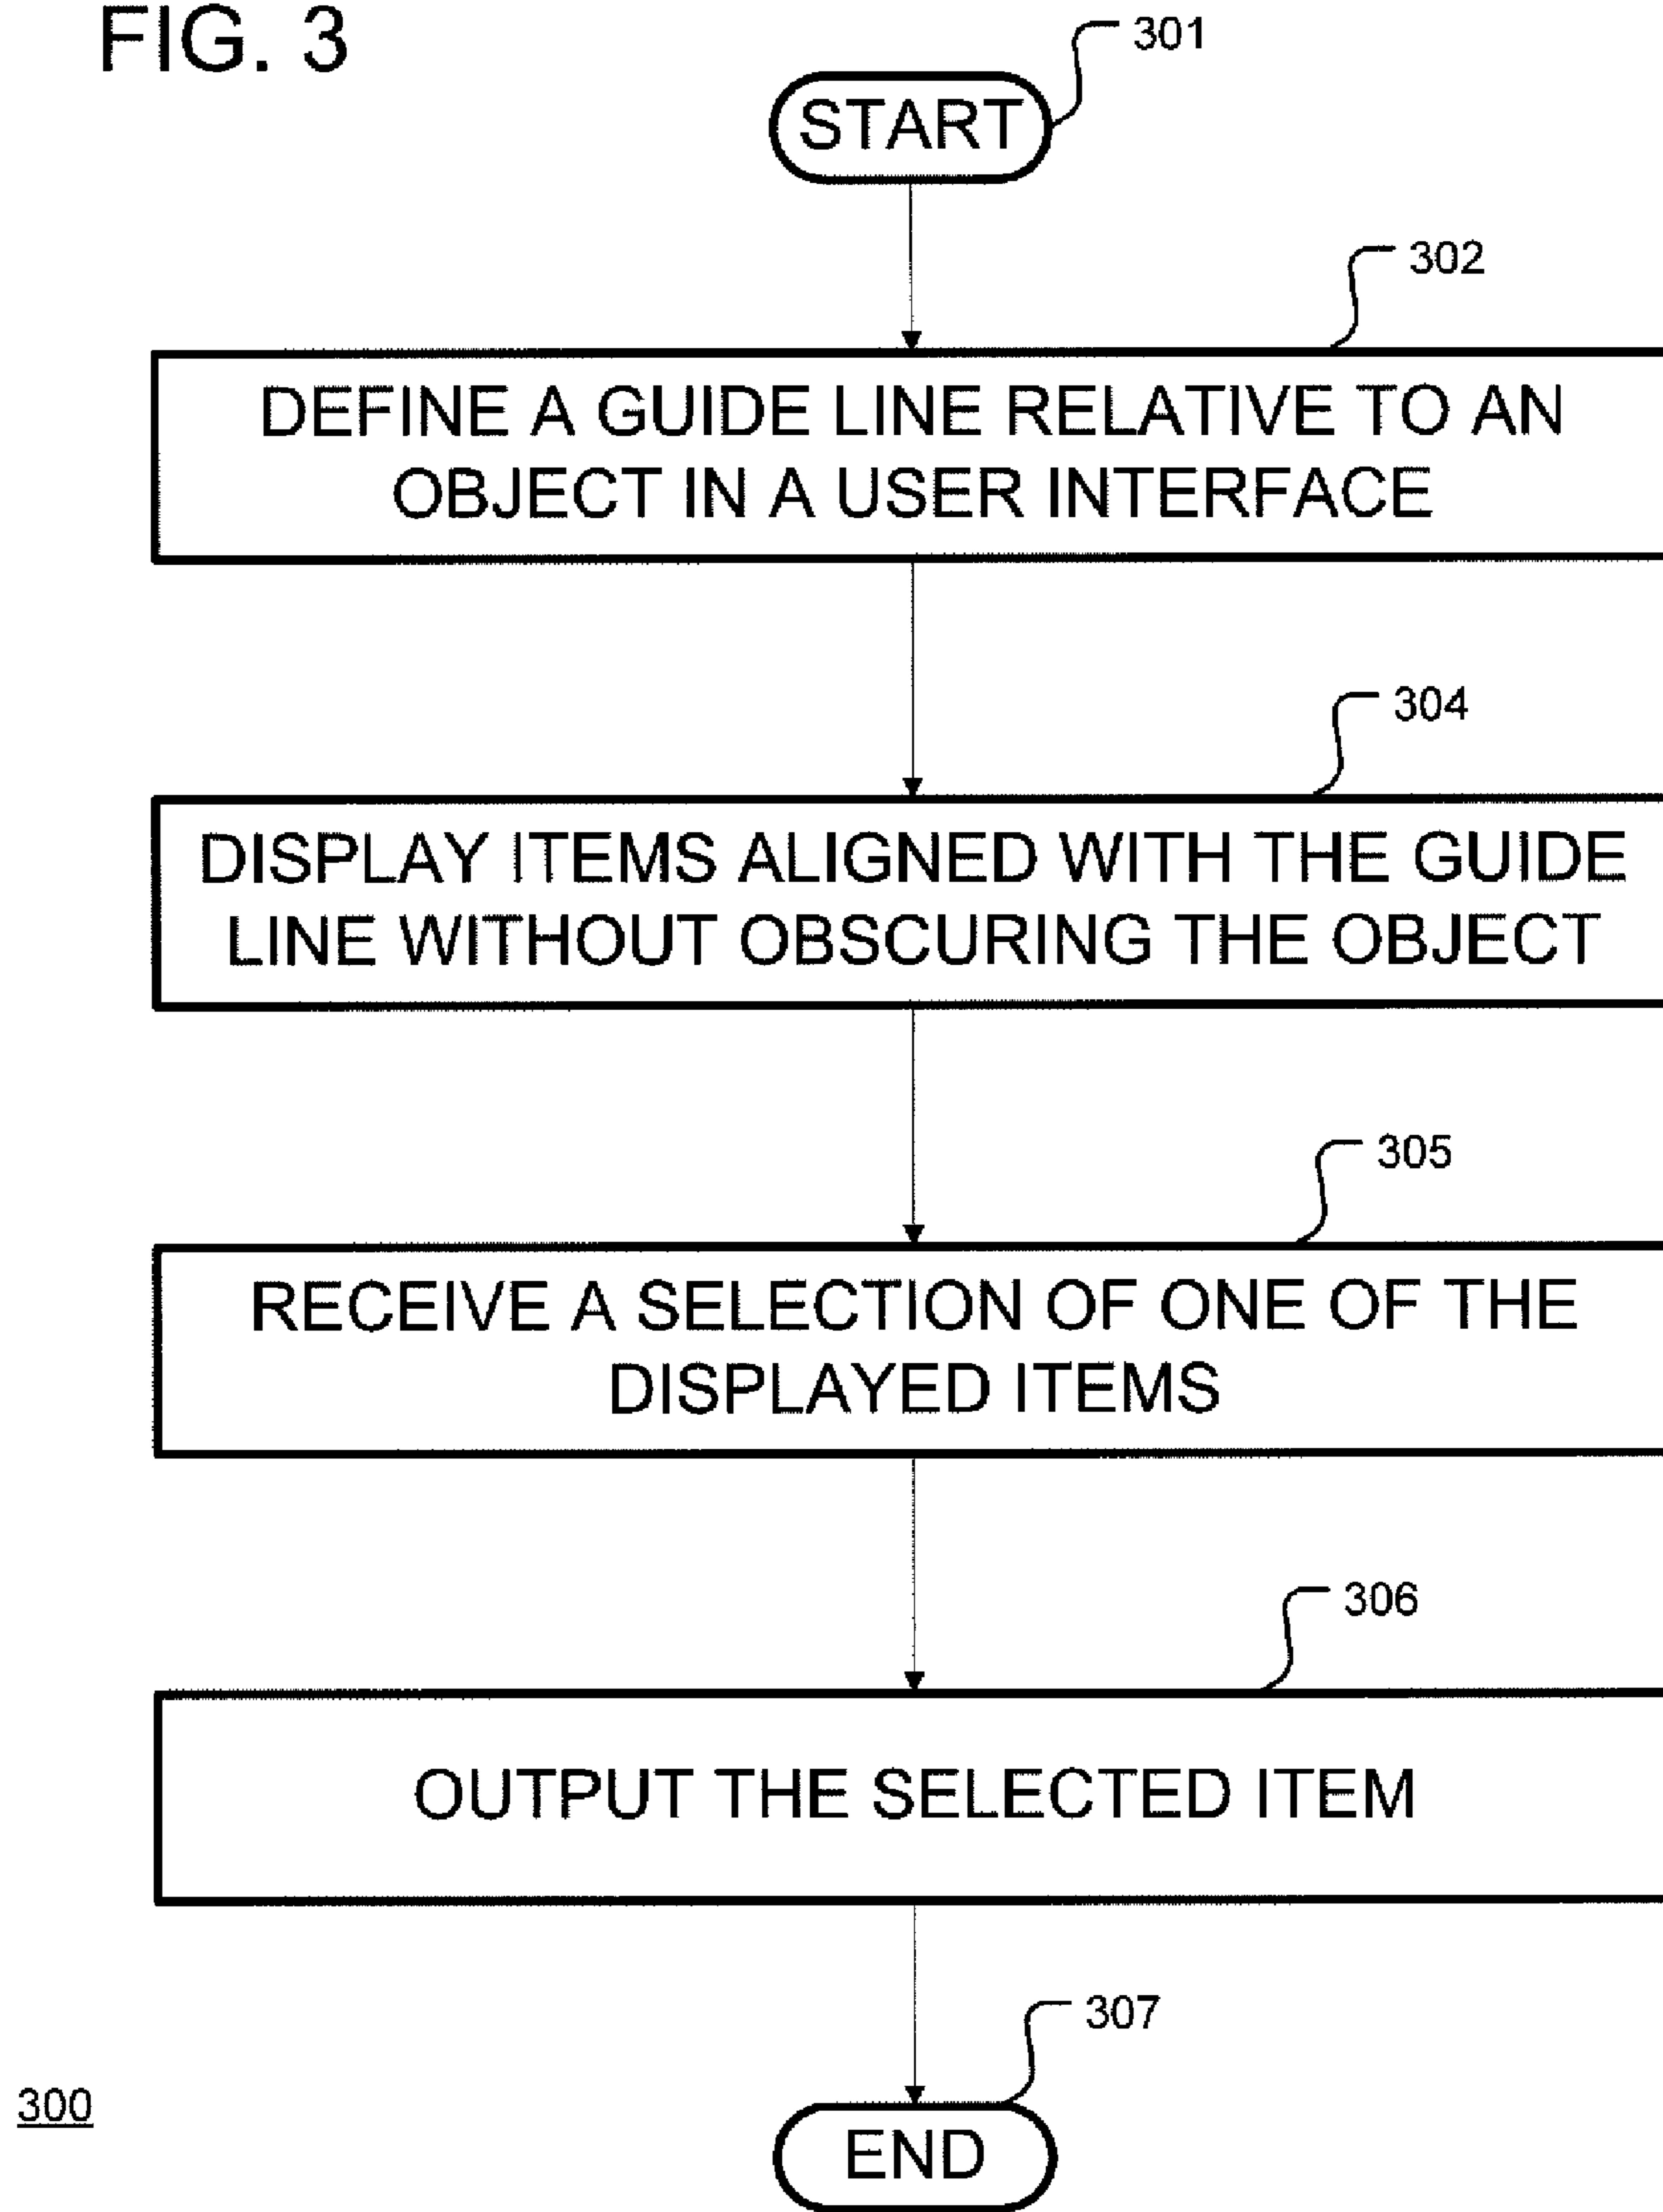 FIG. 3
301
START
302
DEFINE A GUIDE LINE RELATIVE TO AN
OBJECT IN A USER INTERFACE
304
DISPLAY ITEMS ALIGNED WITH THE GUIDE
LINE WITHOUT OBSCURING THE OBJECT
305
RECEIVE A SELECTION OF ONE OF THE
DISPLAYED ITEMS
306
OUTPUT THE SELECTED ITEM
307
300
END